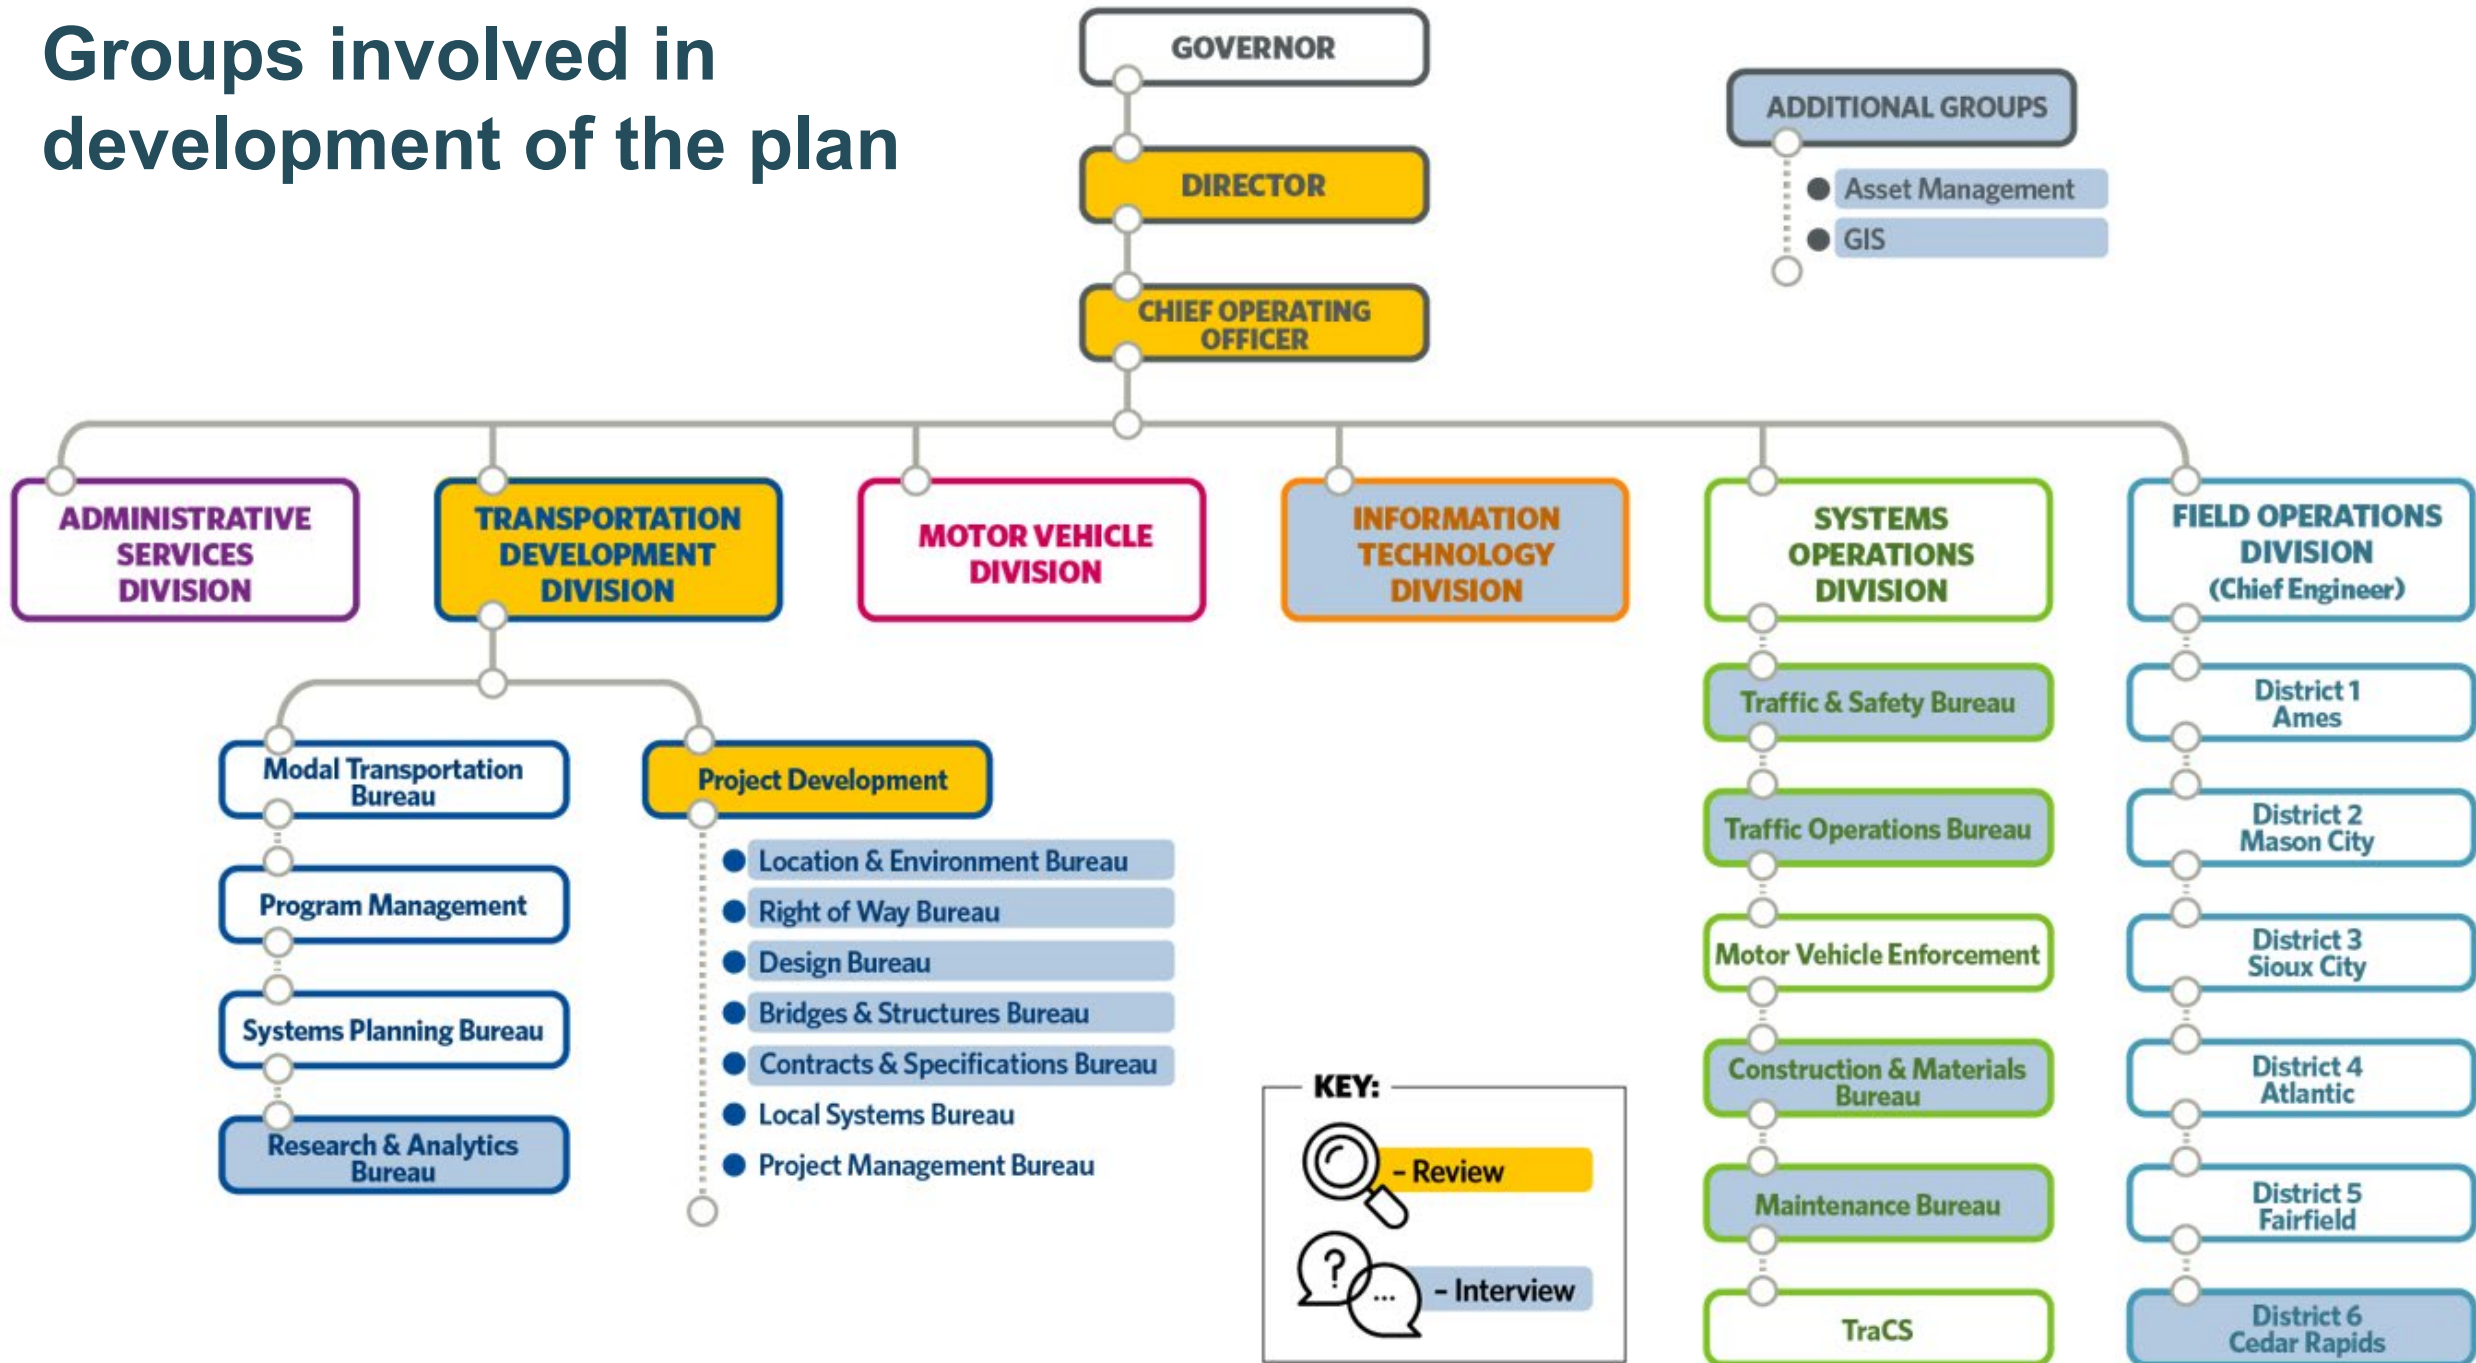 Groups involved in
development of the plan
GOVERNOR
DIRECTOR
CHIEF OPERATING
OFFICER
ADDITIONAL GROUPS
Asset Management
GIS
ADMINISTRATIVE
SERVICES
DIVISION
TRANSPORTATION
DEVELOPMENT
DIVISION
MOTOR VEHICLE
DIVISION
INFORMATION
TECHNOLOGY
DIVISION
SYSTEMS
OPERATIONS
DIVISION
FIELD OPERATIONS
DIVISION
(Chief Engineer)
Modal Transportation
Bureau
Program Management
Systems Planning Bureau
Research & Analytics
Bureau
Project Development
Location & Environment Bureau
Right of Way Bureau
Design Bureau
Bridges & Structures Bureau
Contracts & Specifications Bureau
Local Systems Bureau
Project Management Bureau
KEY:
– Review
?
...
– Interview
Traffic & Safety Bureau
Traffic Operations Bureau
Motor Vehicle Enforcement
Construction & Materials
Bureau
Maintenance Bureau
TraCS
District 1
Ames
District 2
Mason City
District 3
Sioux City
District 4
Atlantic
District 5
Fairfield
District 6
Cedar Rapids